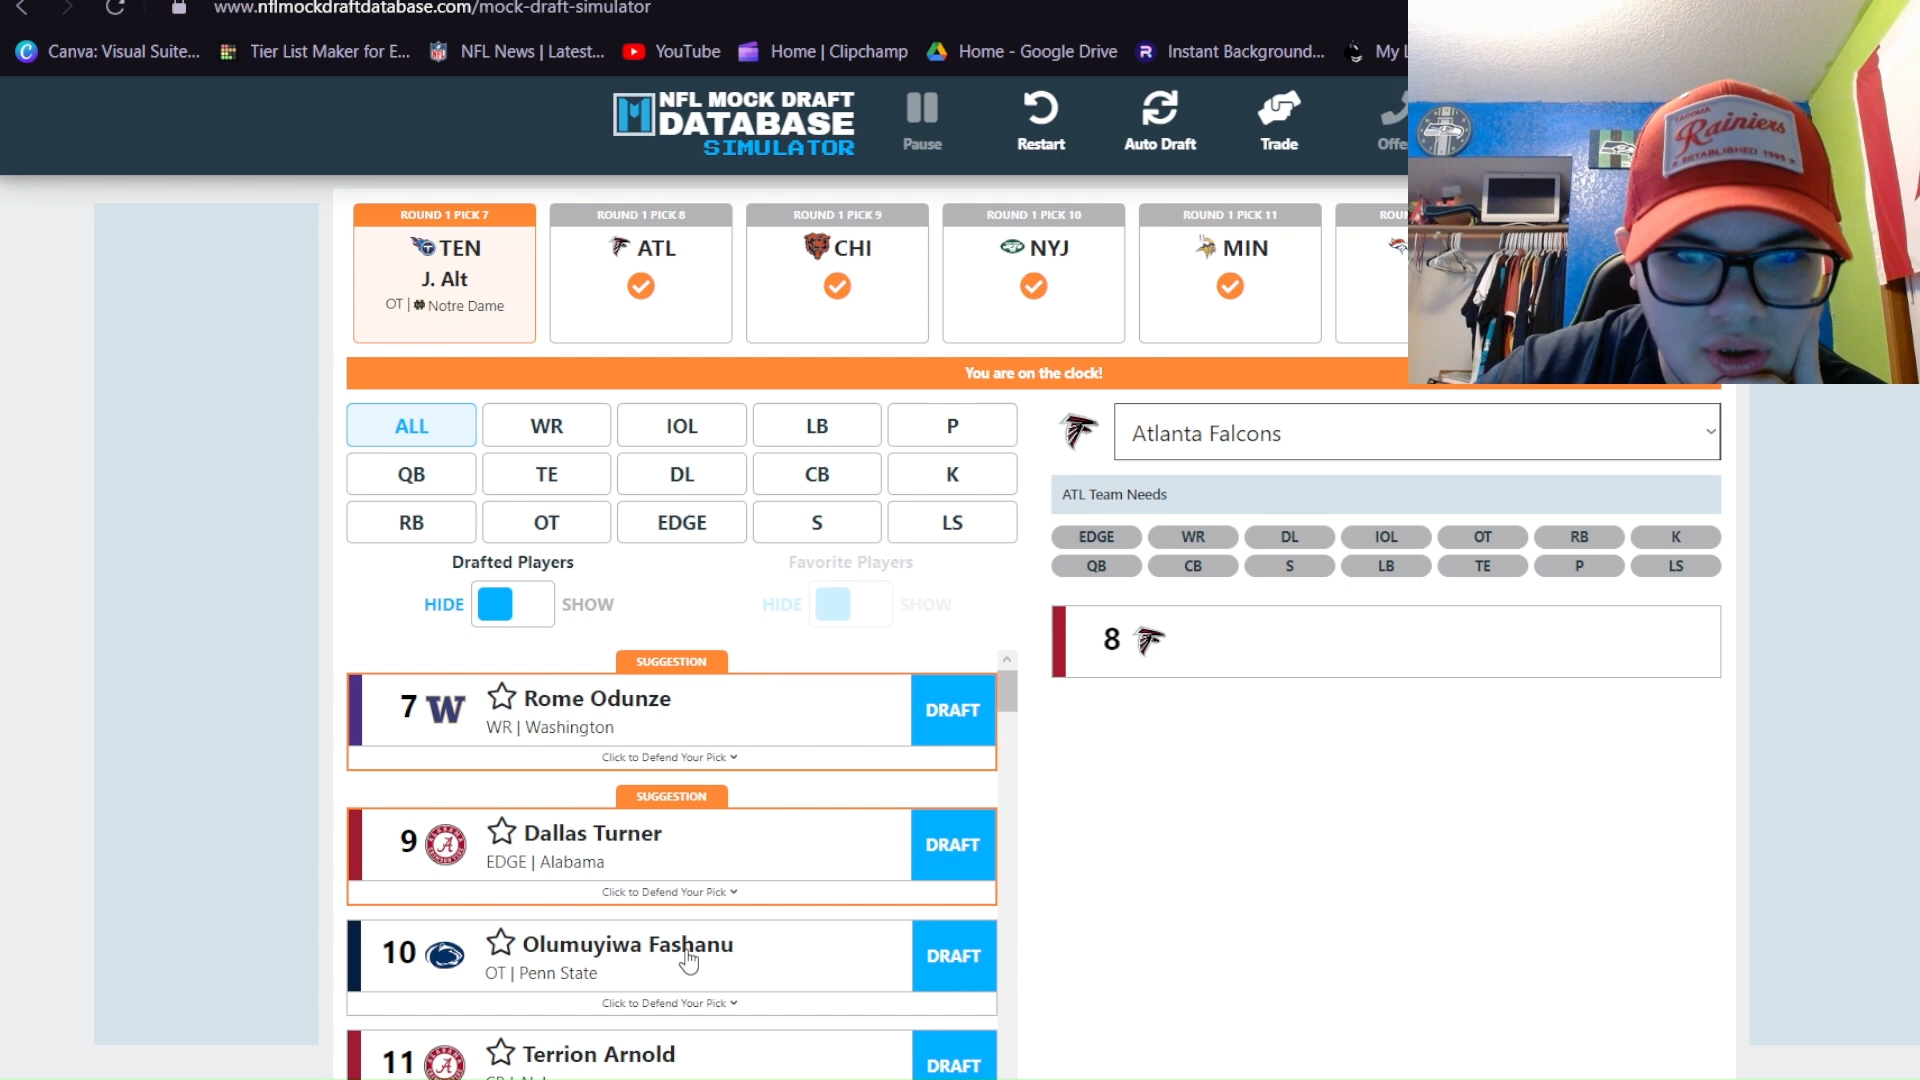 www.nflmockdraftdatabase.com/mock-draft-simulator
Canva: Visual Suite...
Tier List Maker for E...
NFL News | Latest...
YouTube
Home | Clipchamp
Home - Google Drive
Instant Background...
My
NFL MOCK DRAFT
DATABASE
SIMULATOR
Pause
Restart
Auto Draft
Trade
Offe
Rainiers
ESTABLISHED 1995
ROUND 1 PICK 7
TEN
J. Alt
OT | Notre Dame
ROUND 1 PICK 8
ATL
ROUND 1 PICK 9
CHI
ROUND 1 PICK 10
NYJ
ROUND 1 PICK 11
MIN
ROU
You are on the clock!
ALL WR IOL LB P
QB TE DL CB K
RB OT EDGE S LS
Drafted Players
HIDE SHOW
Favorite Players
HIDE SHOW
Atlanta Falcons
ATL Team Needs
EDGE WR DL IOL OT RB K
QB CB S LB TE P LS
8
SUGGESTION
7 W Rome Odunze
WR | Washington
DRAFT
Click to Defend Your Pick
SUGGESTION
9 Dallas Turner
EDGE | Alabama
DRAFT
Click to Defend Your Pick
10 Olumuyiwa Fashanu
OT | Penn State
DRAFT
Click to Defend Your Pick
11 Terrion Arnold
DRAFT